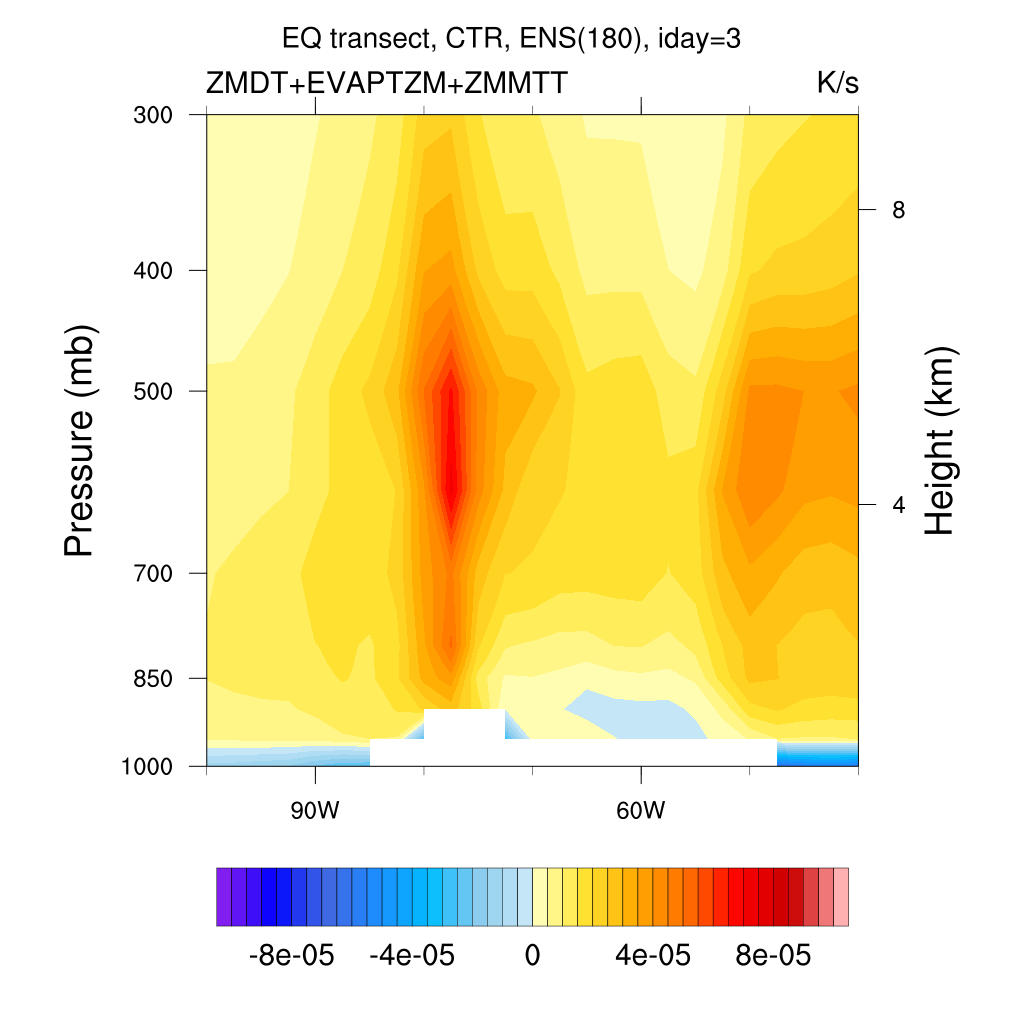 EQ transect, CTR, ENS(180), iday=3
ZMDT+EVAPTZM+ZMMTT K/s
300
400
500
700
850
1000
Pressure (mb)
8
4
Height (km)
90W 60W
-8e-05 -4e-05 0 4e-05 8e-05